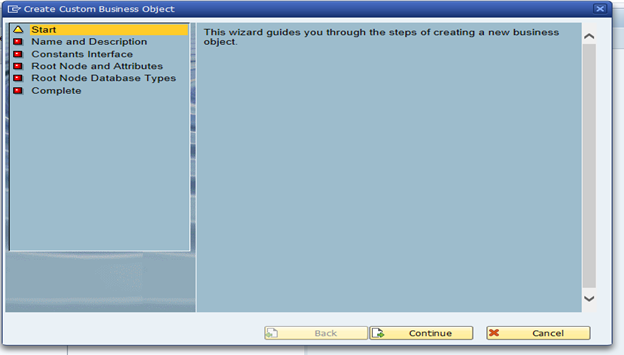 Create Custom Business Object
Start
Name and Description
Constants Interface
Root Node and Attributes
Root Node Database Types
Complete
This wizard guides you through the steps of creating a new business
object.
Back
Continue
Cancel